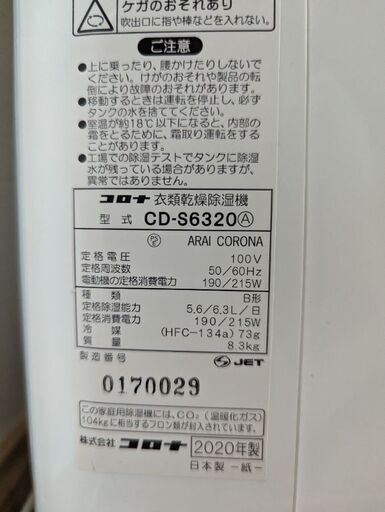 ケガのおそれあり
吹出口に指や棒などを入れない。
ご注意
●上に乗ったり、腰かけたりしないで
ください。けがのおそれや製品の転
倒により故障のおそれがあります。
●移動するときは運転を停止し、必ず
タンクの水を捨ててください。
●室温が約18℃以下になると、内部の
霜をとるために、霜取り運転をする
ことがあります。
●工場での除湿テストでタンクに除湿
水が残っている場合がありますが、
異常ではありません。
コロナ 衣類乾燥除湿機
型式 CD-S6320Ⓐ
ARAI CORONA
定格電圧 100V
定格周波数 50/60Hz
電動機の定格消費電力 190/215W
種類 B形
定格除湿能力 5.6/6.3L/日
定格消費電力 190/215W
冷媒 (HFC-134a) 73g
質量 8.3kg
製造番号 JET
0170029
この家庭用除湿機には、CO₂（温暖化ガス）
104kgに相当するフロン類が封入されています。
株式会社 コロナ 2020年製
日本製 -紙-